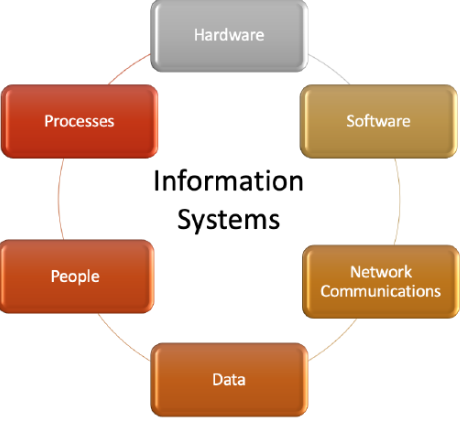 Hardware
Processes
Software
Information
Systems
People
Network
Communications
Data